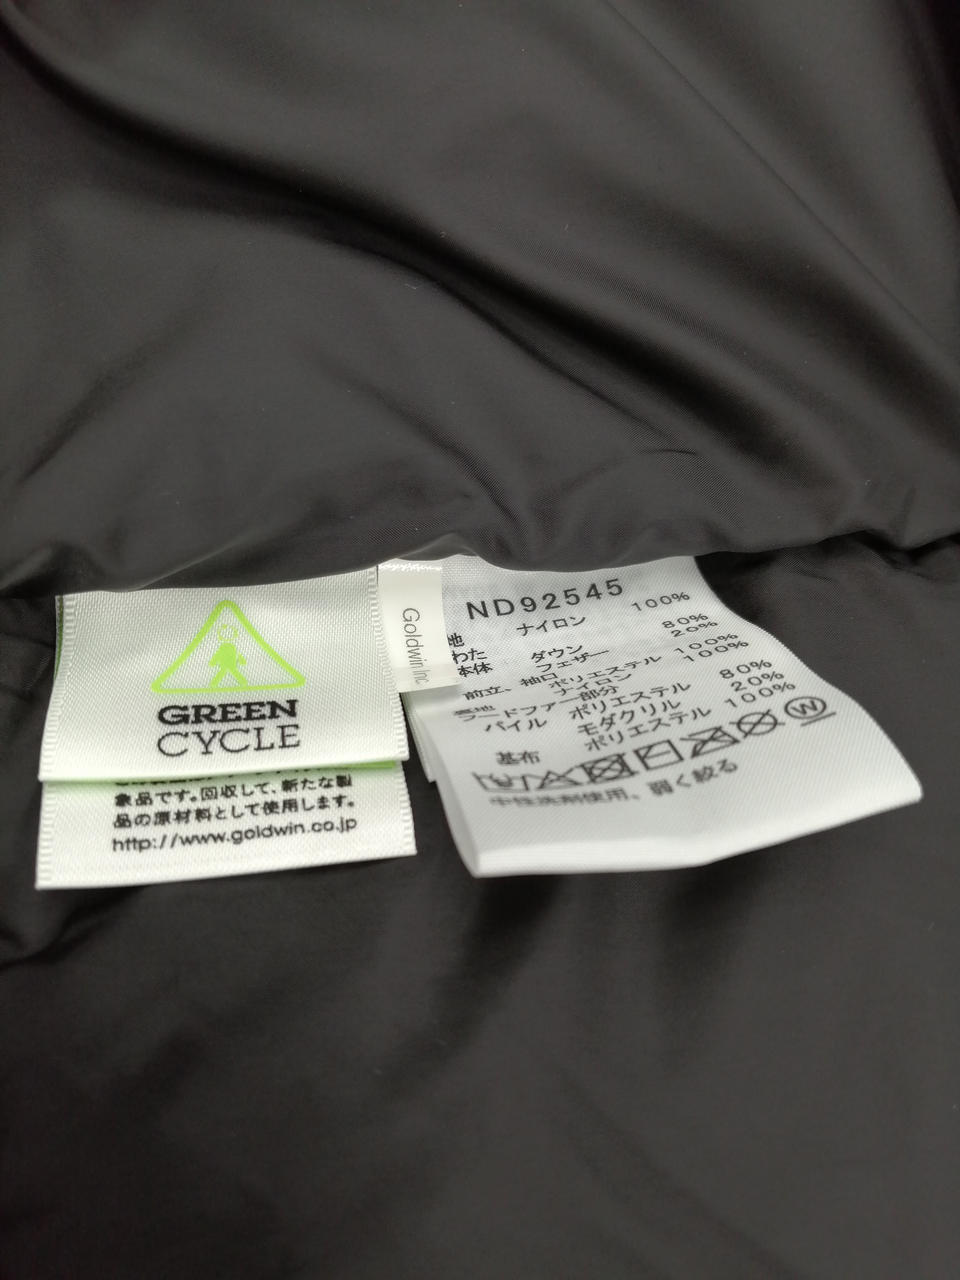 GREEN
CYCLE
象品です。回収して、新たな製
品の原材料として使用します。
http://www.goldwin.co.jp
Goldwin Inc.
ND92545
地 ナイロン 100%
わた ダウン 80%
本体 フェザー 20%
前立、袖口 ポリエステル 100%
裏地 ナイロン 100%
フードファー部分
パイル ポリエステル 80%
モダクリル 20%
基布 ポリエステル 100%
W
中性洗剤使用、弱く絞る